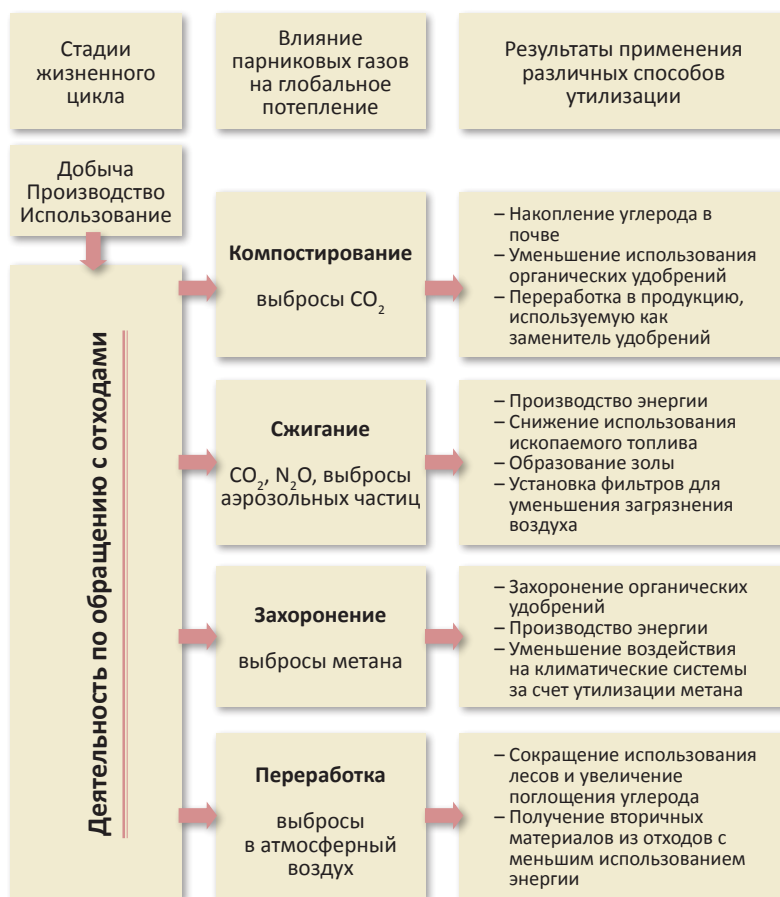 Стадии
жизненного
цикла
Влияние
парниковых газов
на глобальное
потепление
Результаты применения
различных способов
утилизации
Добыча
Производство
Использование
Деятельность по обращению с отходами
Компостирование
выбросы CO₂
– Накопление углерода в
почве
– Уменьшение использования
органических удобрений
– Переработка в продукцию,
используемую как
заменитель удобрений
Сжигание
CO₂, N₂O, выбросы
аэрозольных частиц
– Производство энергии
– Снижение использования
ископаемого топлива
– Образование золы
– Установка фильтров для
уменьшения загрязнения
воздуха
Захоронение
выбросы метана
– Захоронение органических
удобрений
– Производство энергии
– Уменьшение воздействия
на климатические системы
за счет утилизации метана
Переработка
выбросы
в атмосферный
воздух
– Сокращение использования
лесов и увеличение
поглощения углерода
– Получение вторичных
материалов из отходов с
меньшим использованием
энергии